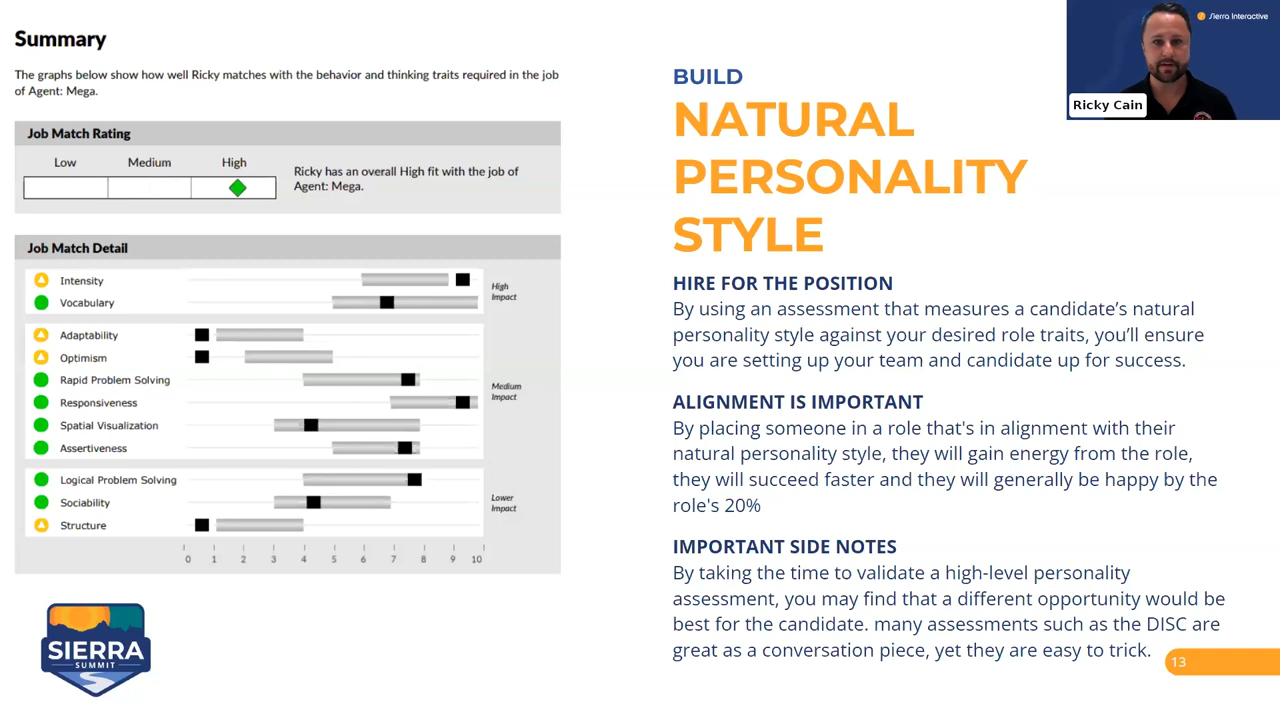 Summary
The graphs below show how well Ricky matches with the behavior and thinking traits required in the job
of Agent: Mega.
Job Match Rating
Low Medium High
Ricky has an overall High fit with the job of
Agent: Mega.
Job Match Detail
Intensity
Vocabulary
High
Impact
Adaptability
Optimism
Rapid Problem Solving
Responsiveness
Spatial Visualization
Assertiveness
Medium
Impact
Logical Problem Solving
Sociability
Structure
Lower
Impact
0 1 2 3 4 5 6 7 8 9 10
SIERRA
SUMMIT
Sierra Interactive
Ricky Cain
BUILD
NATURAL
PERSONALITY
STYLE
HIRE FOR THE POSITION
By using an assessment that measures a candidate’s natural
personality style against your desired role traits, you’ll ensure
you are setting up your team and candidate up for success.
ALIGNMENT IS IMPORTANT
By placing someone in a role that's in alignment with their
natural personality style, they will gain energy from the role,
they will succeed faster and they will generally be happy by the
role's 20%
IMPORTANT SIDE NOTES
By taking the time to validate a high-level personality
assessment, you may find that a different opportunity would be
best for the candidate. many assessments such as the DISC are
great as a conversation piece, yet they are easy to trick.
13